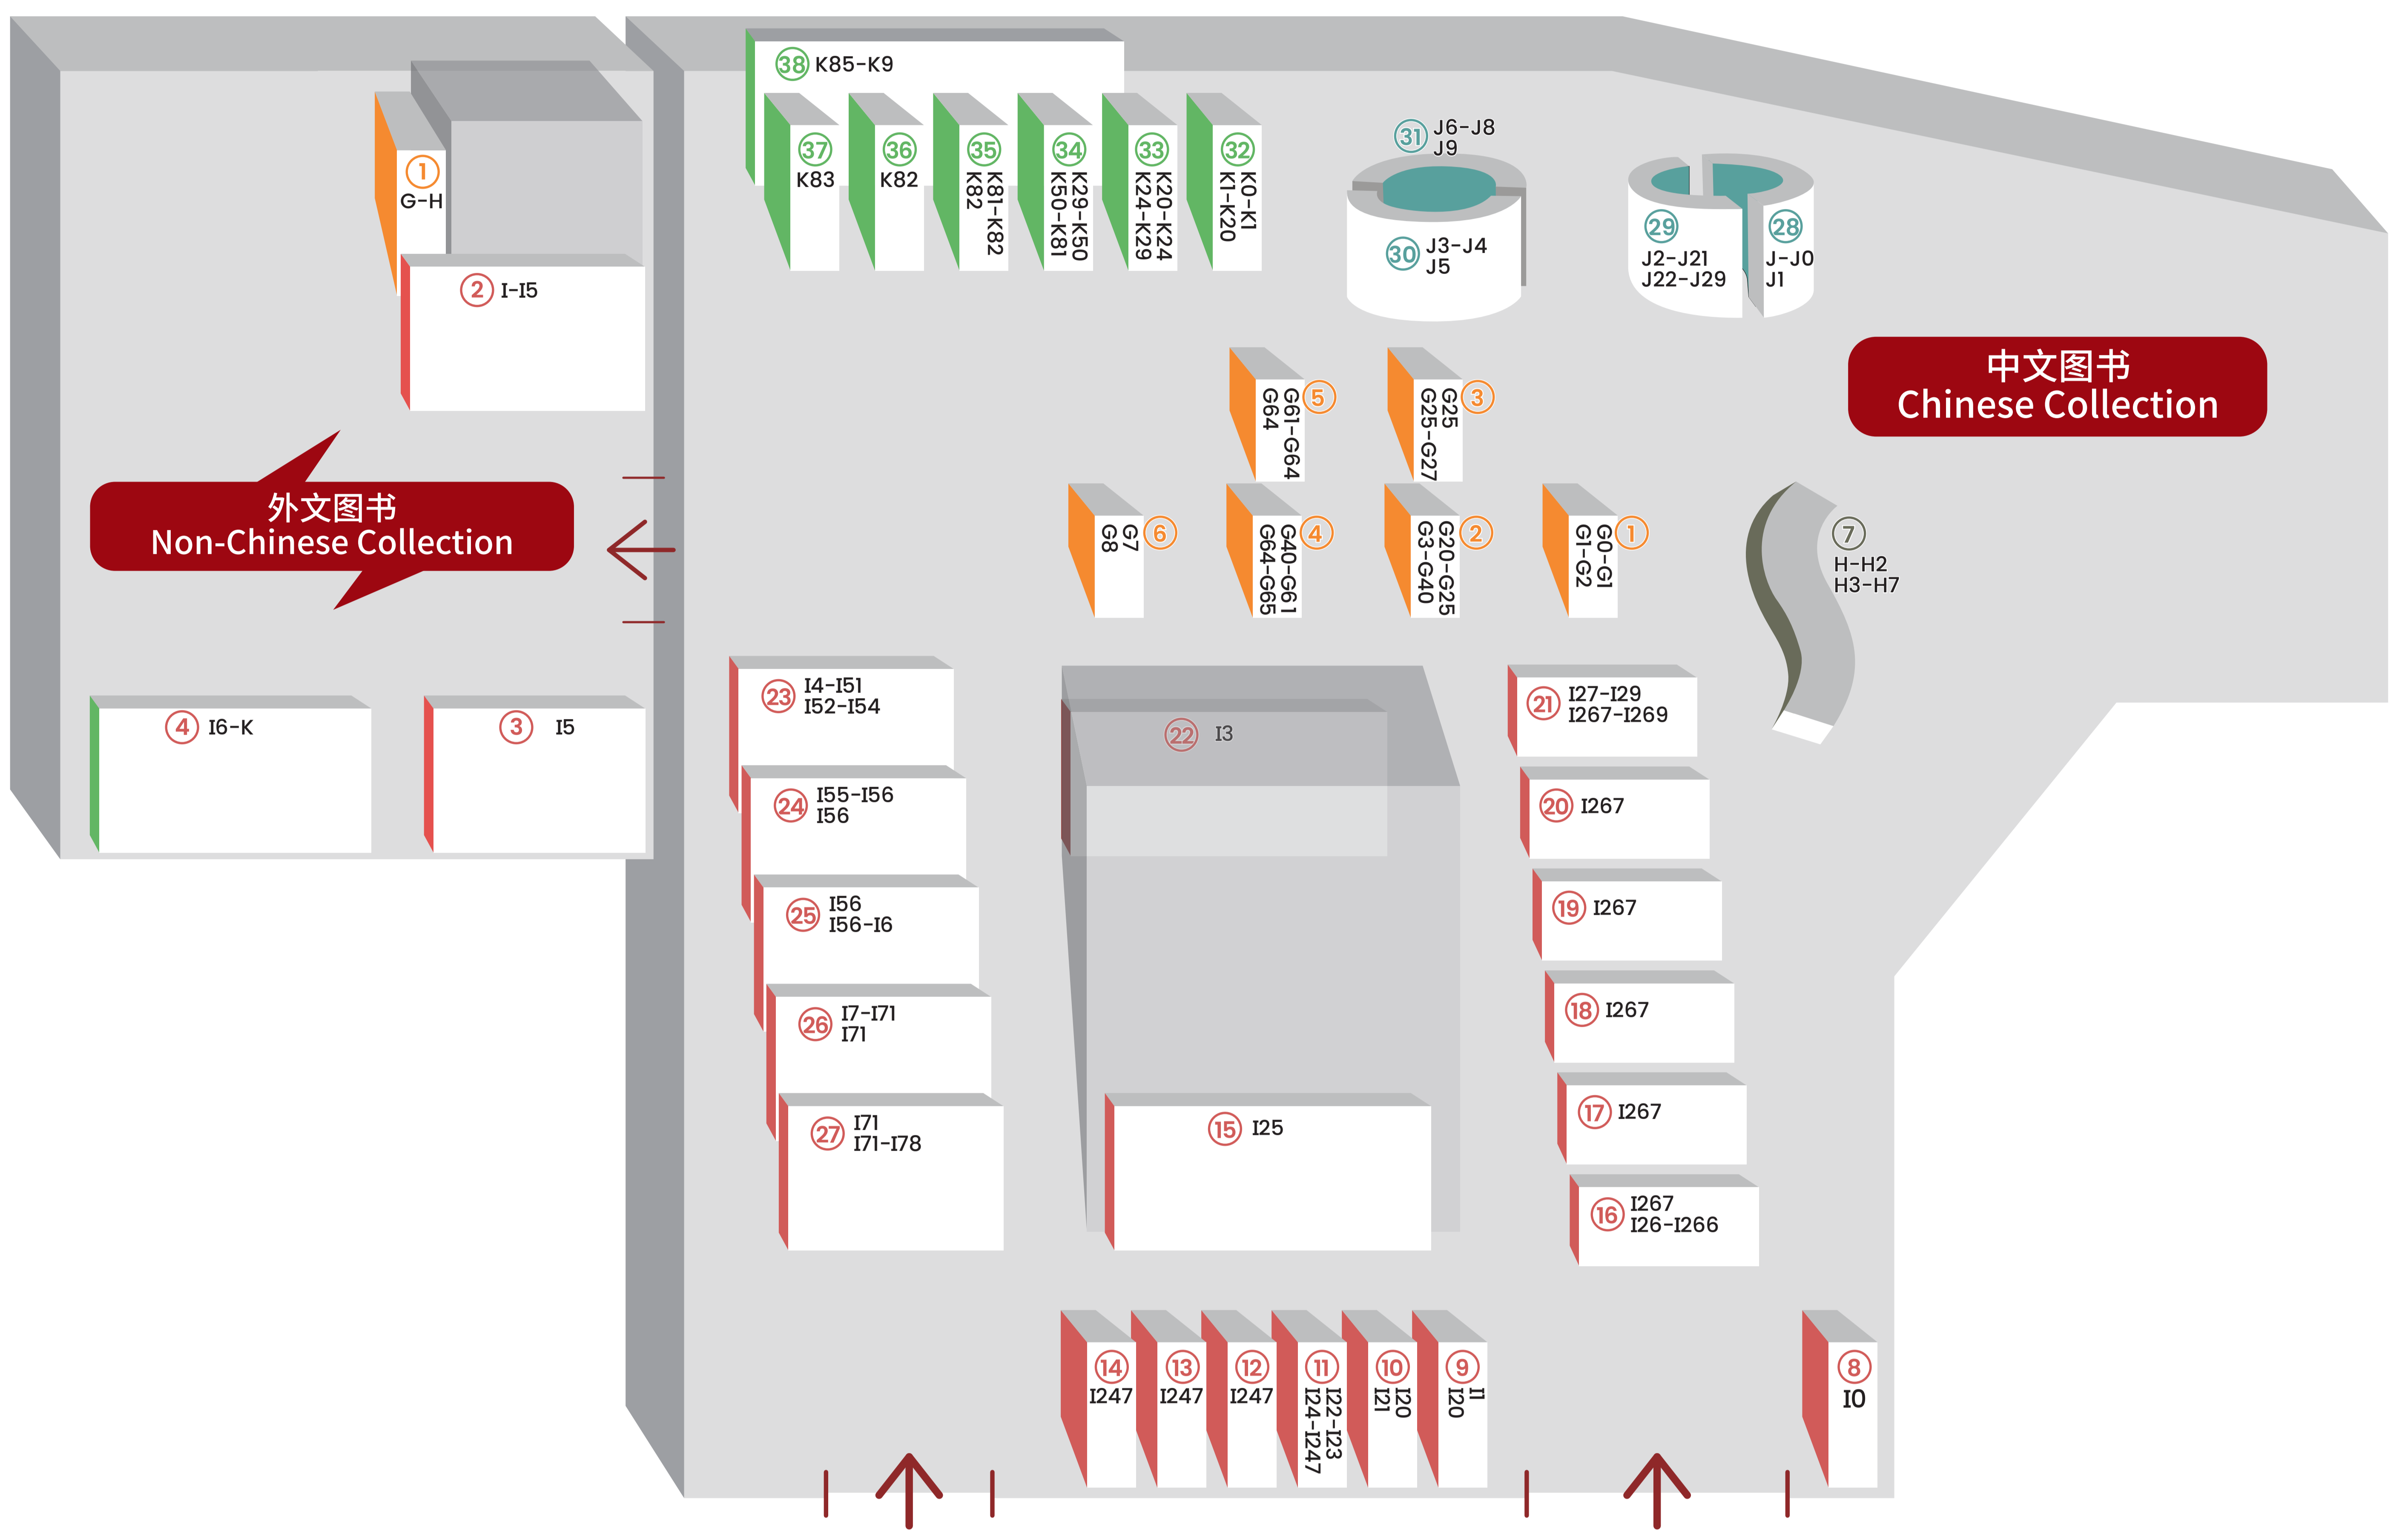 38 K85-K9
37
K83
36
K82
35
K81-K82
K82
34
K29-K50
K50-K81
33
K20-K24
K24-K29
32
K0-K1
K1-K20
31 J6-J8
J9
30 J3-J4
J5
29
J2-J21
J22-J29
28
J-J0
J1
1
G-H
2 I-I5
外文图书
Non-Chinese Collection
4 I6-K
3 I5
中文图书
Chinese Collection
5
G61-G64
G64
3
G25
G25-G27
6
G7
G8
4
G40-G61
G64-G65
2
G20-G25
G3-G40
1
G0-G1
G1-G2
7
H-H2
H3-H7
23 I4-I51
I52-I54
24 I55-I56
I56
25 I56
I56-I6
26 I7-I71
I71
27 I71
I71-I78
22 I3
15 I25
21 I27-I29
I267-I269
20 I267
19 I267
18 I267
17 I267
16 I267
I26-I266
14
I247
13
I247
12
I247
11
I22-I23
I24-I247
10
I20
I21
9
I1
I20
8
I0